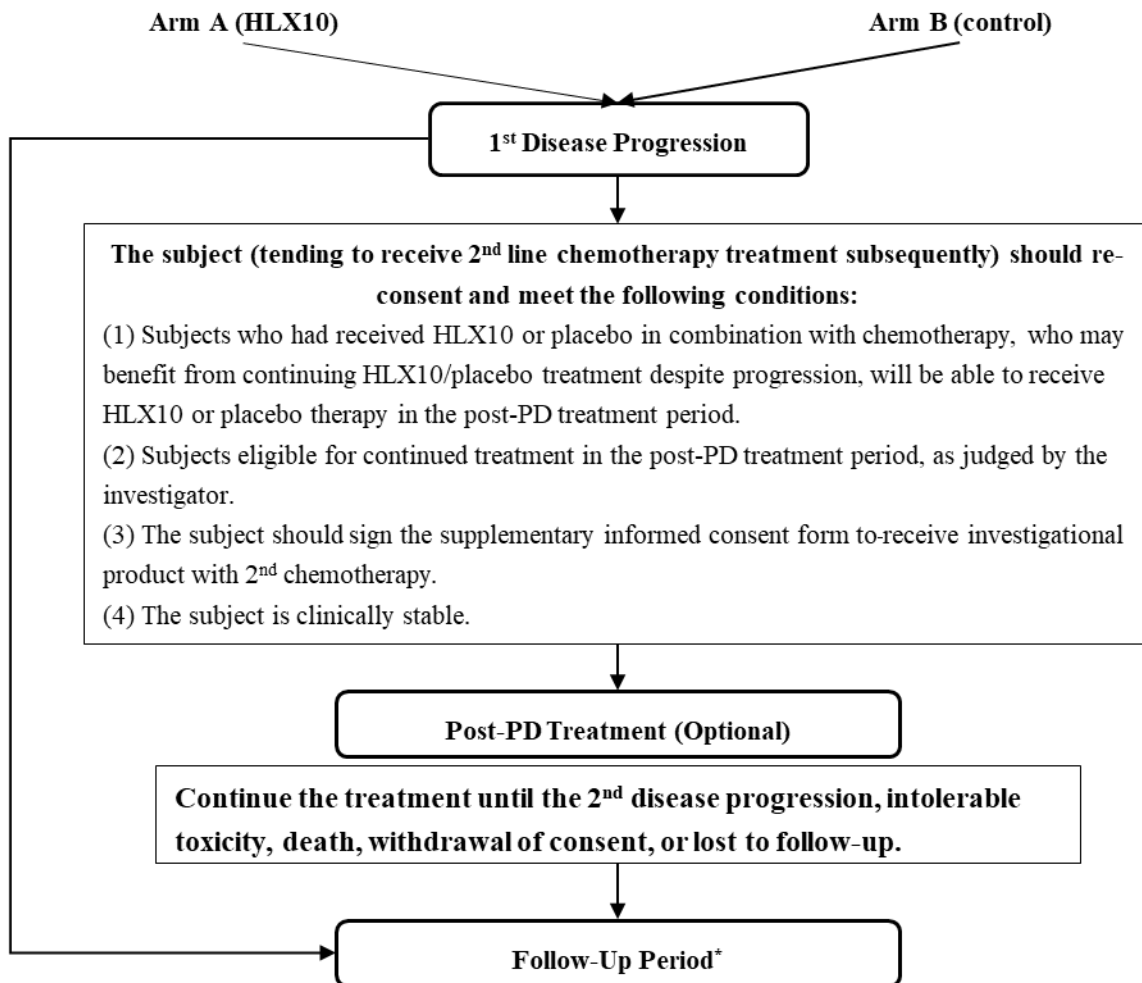 Arm A (HLX10)
Arm B (control)
1st Disease Progression
The subject (tending to receive 2nd line chemotherapy treatment subsequently) should re-
consent and meet the following conditions:
(1) Subjects who had received HLX10 or placebo in combination with chemotherapy, who may
benefit from continuing HLX10/placebo treatment despite progression, will be able to receive
HLX10 or placebo therapy in the post-PD treatment period.
(2) Subjects eligible for continued treatment in the post-PD treatment period, as judged by the
investigator.
(3) The subject should sign the supplementary informed consent form to-receive investigational
product with 2nd chemotherapy.
(4) The subject is clinically stable.
Post-PD Treatment (Optional)
Continue the treatment until the 2nd disease progression, intolerable
toxicity, death, withdrawal of consent, or lost to follow-up.
Follow-Up Period*